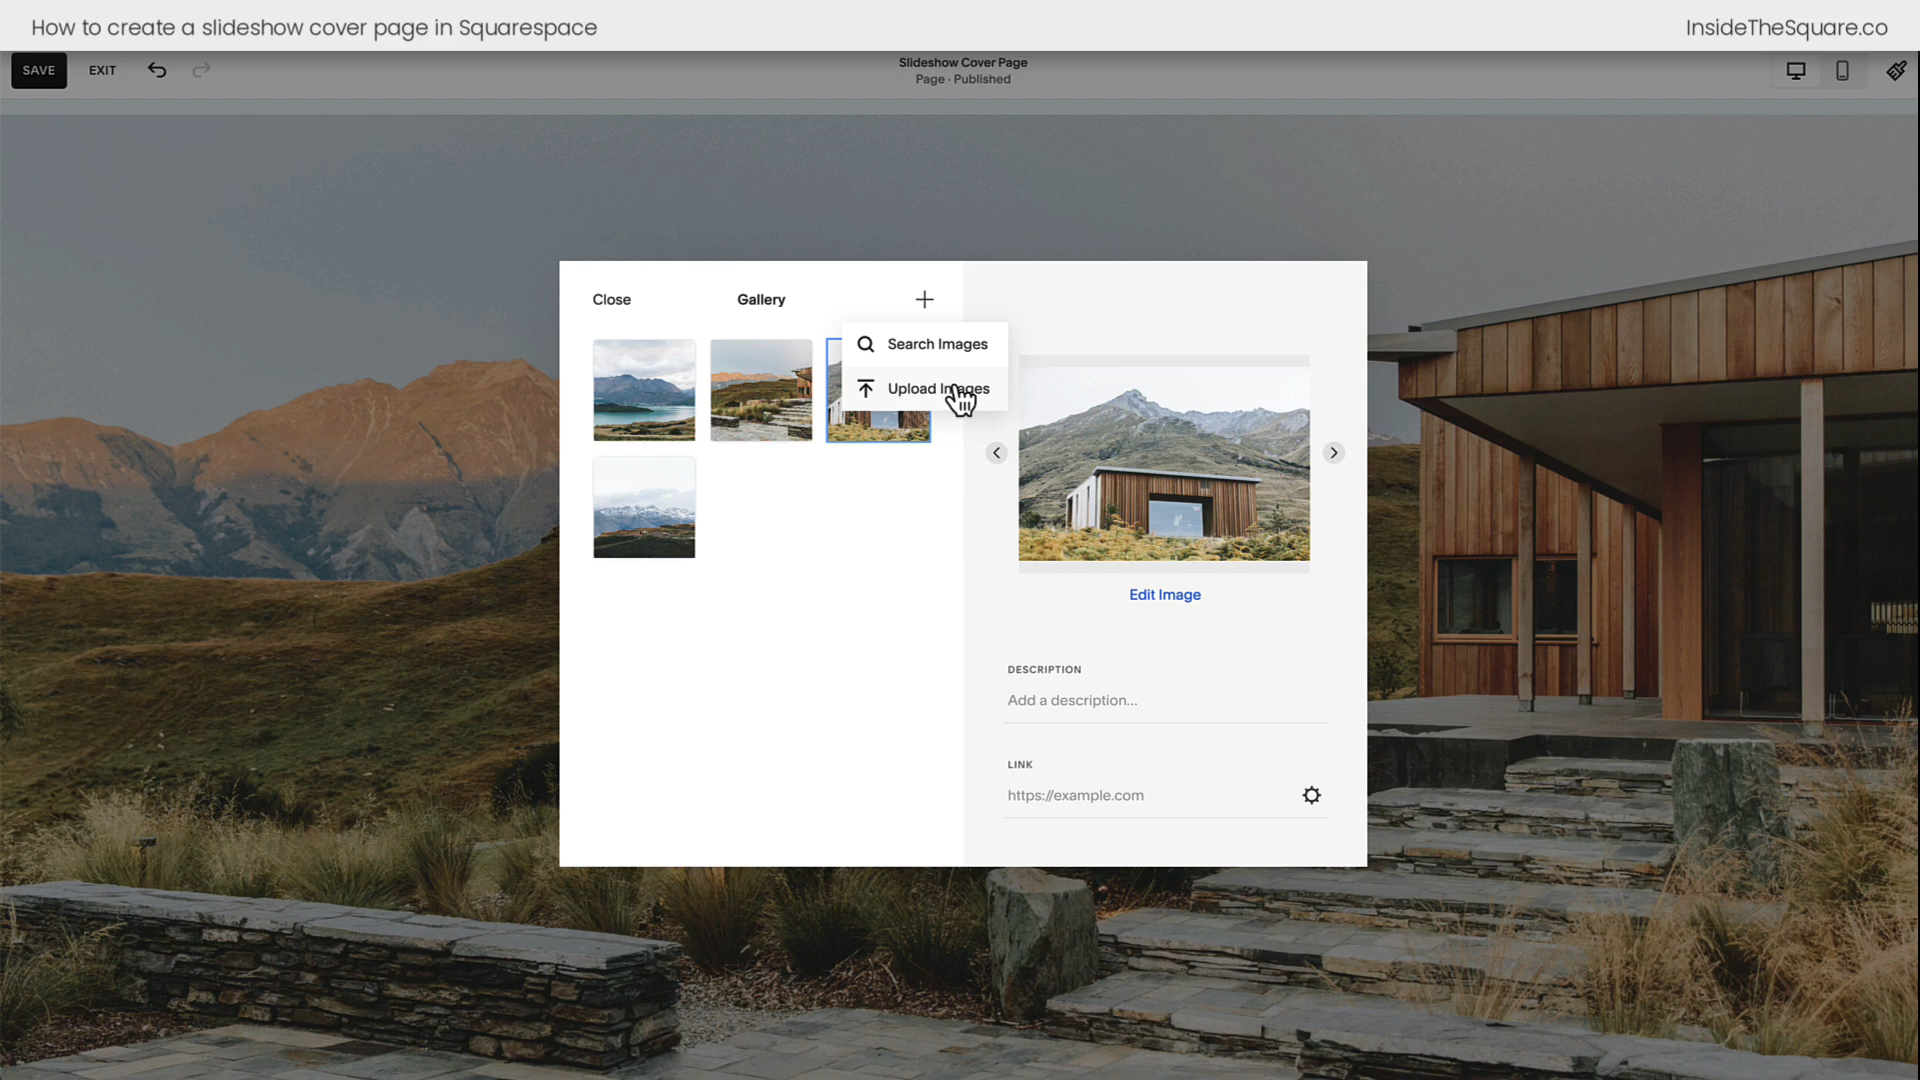 How to create a slideshow cover page in Squarespace
InsideTheSquare.co
SAVE
EXIT
Slideshow Cover Page
Page · Published
Close
Gallery
Search Images
Upload Images
Edit Image
DESCRIPTION
Add a description...
LINK
https://example.com